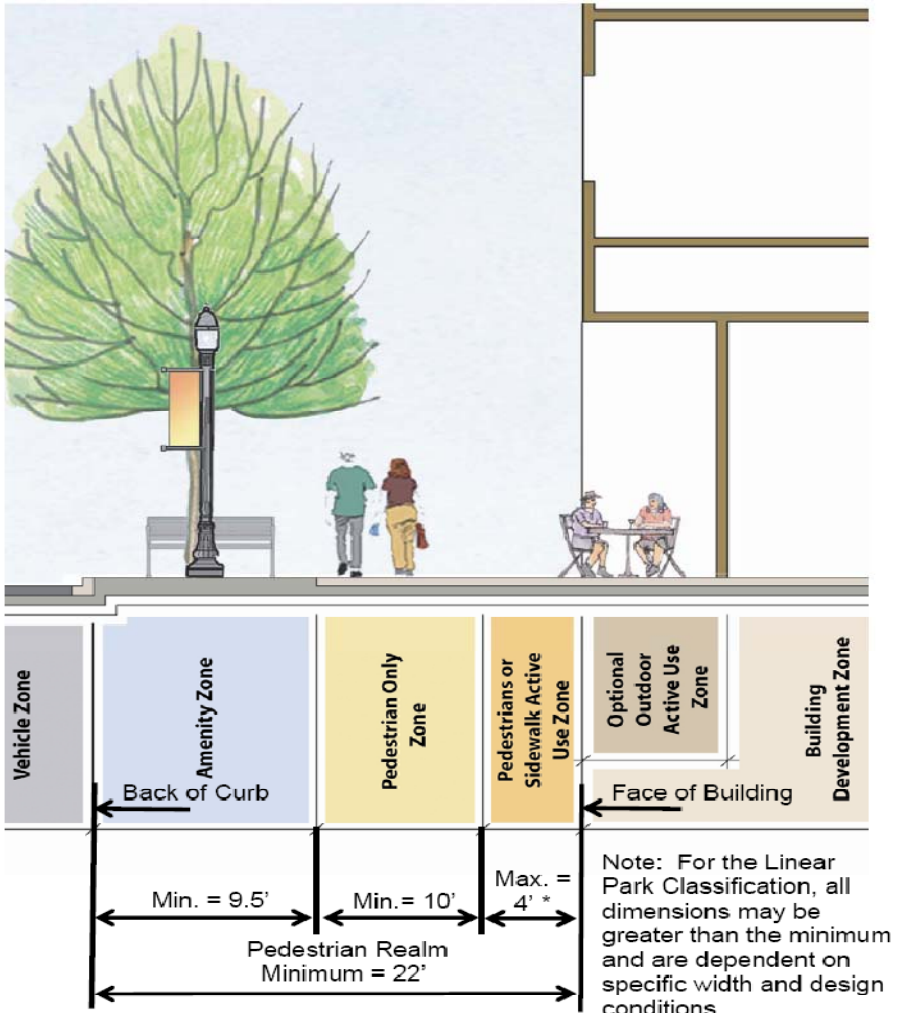 Vehicle Zone
Amenity Zone
Pedestrian Only
Zone
Pedestrians or
Sidewalk Active
Use Zone
Optional
Outdoor
Active Use
Zone
Building
Development Zone
Back of Curb
Face of Building
Min. = 9.5'
Min.= 10'
Max. =
4' *
Pedestrian Realm
Minimum = 22'
Note: For the Linear
Park Classification, all
dimensions may be
greater than the minimum
and are dependent on
specific width and design
conditions